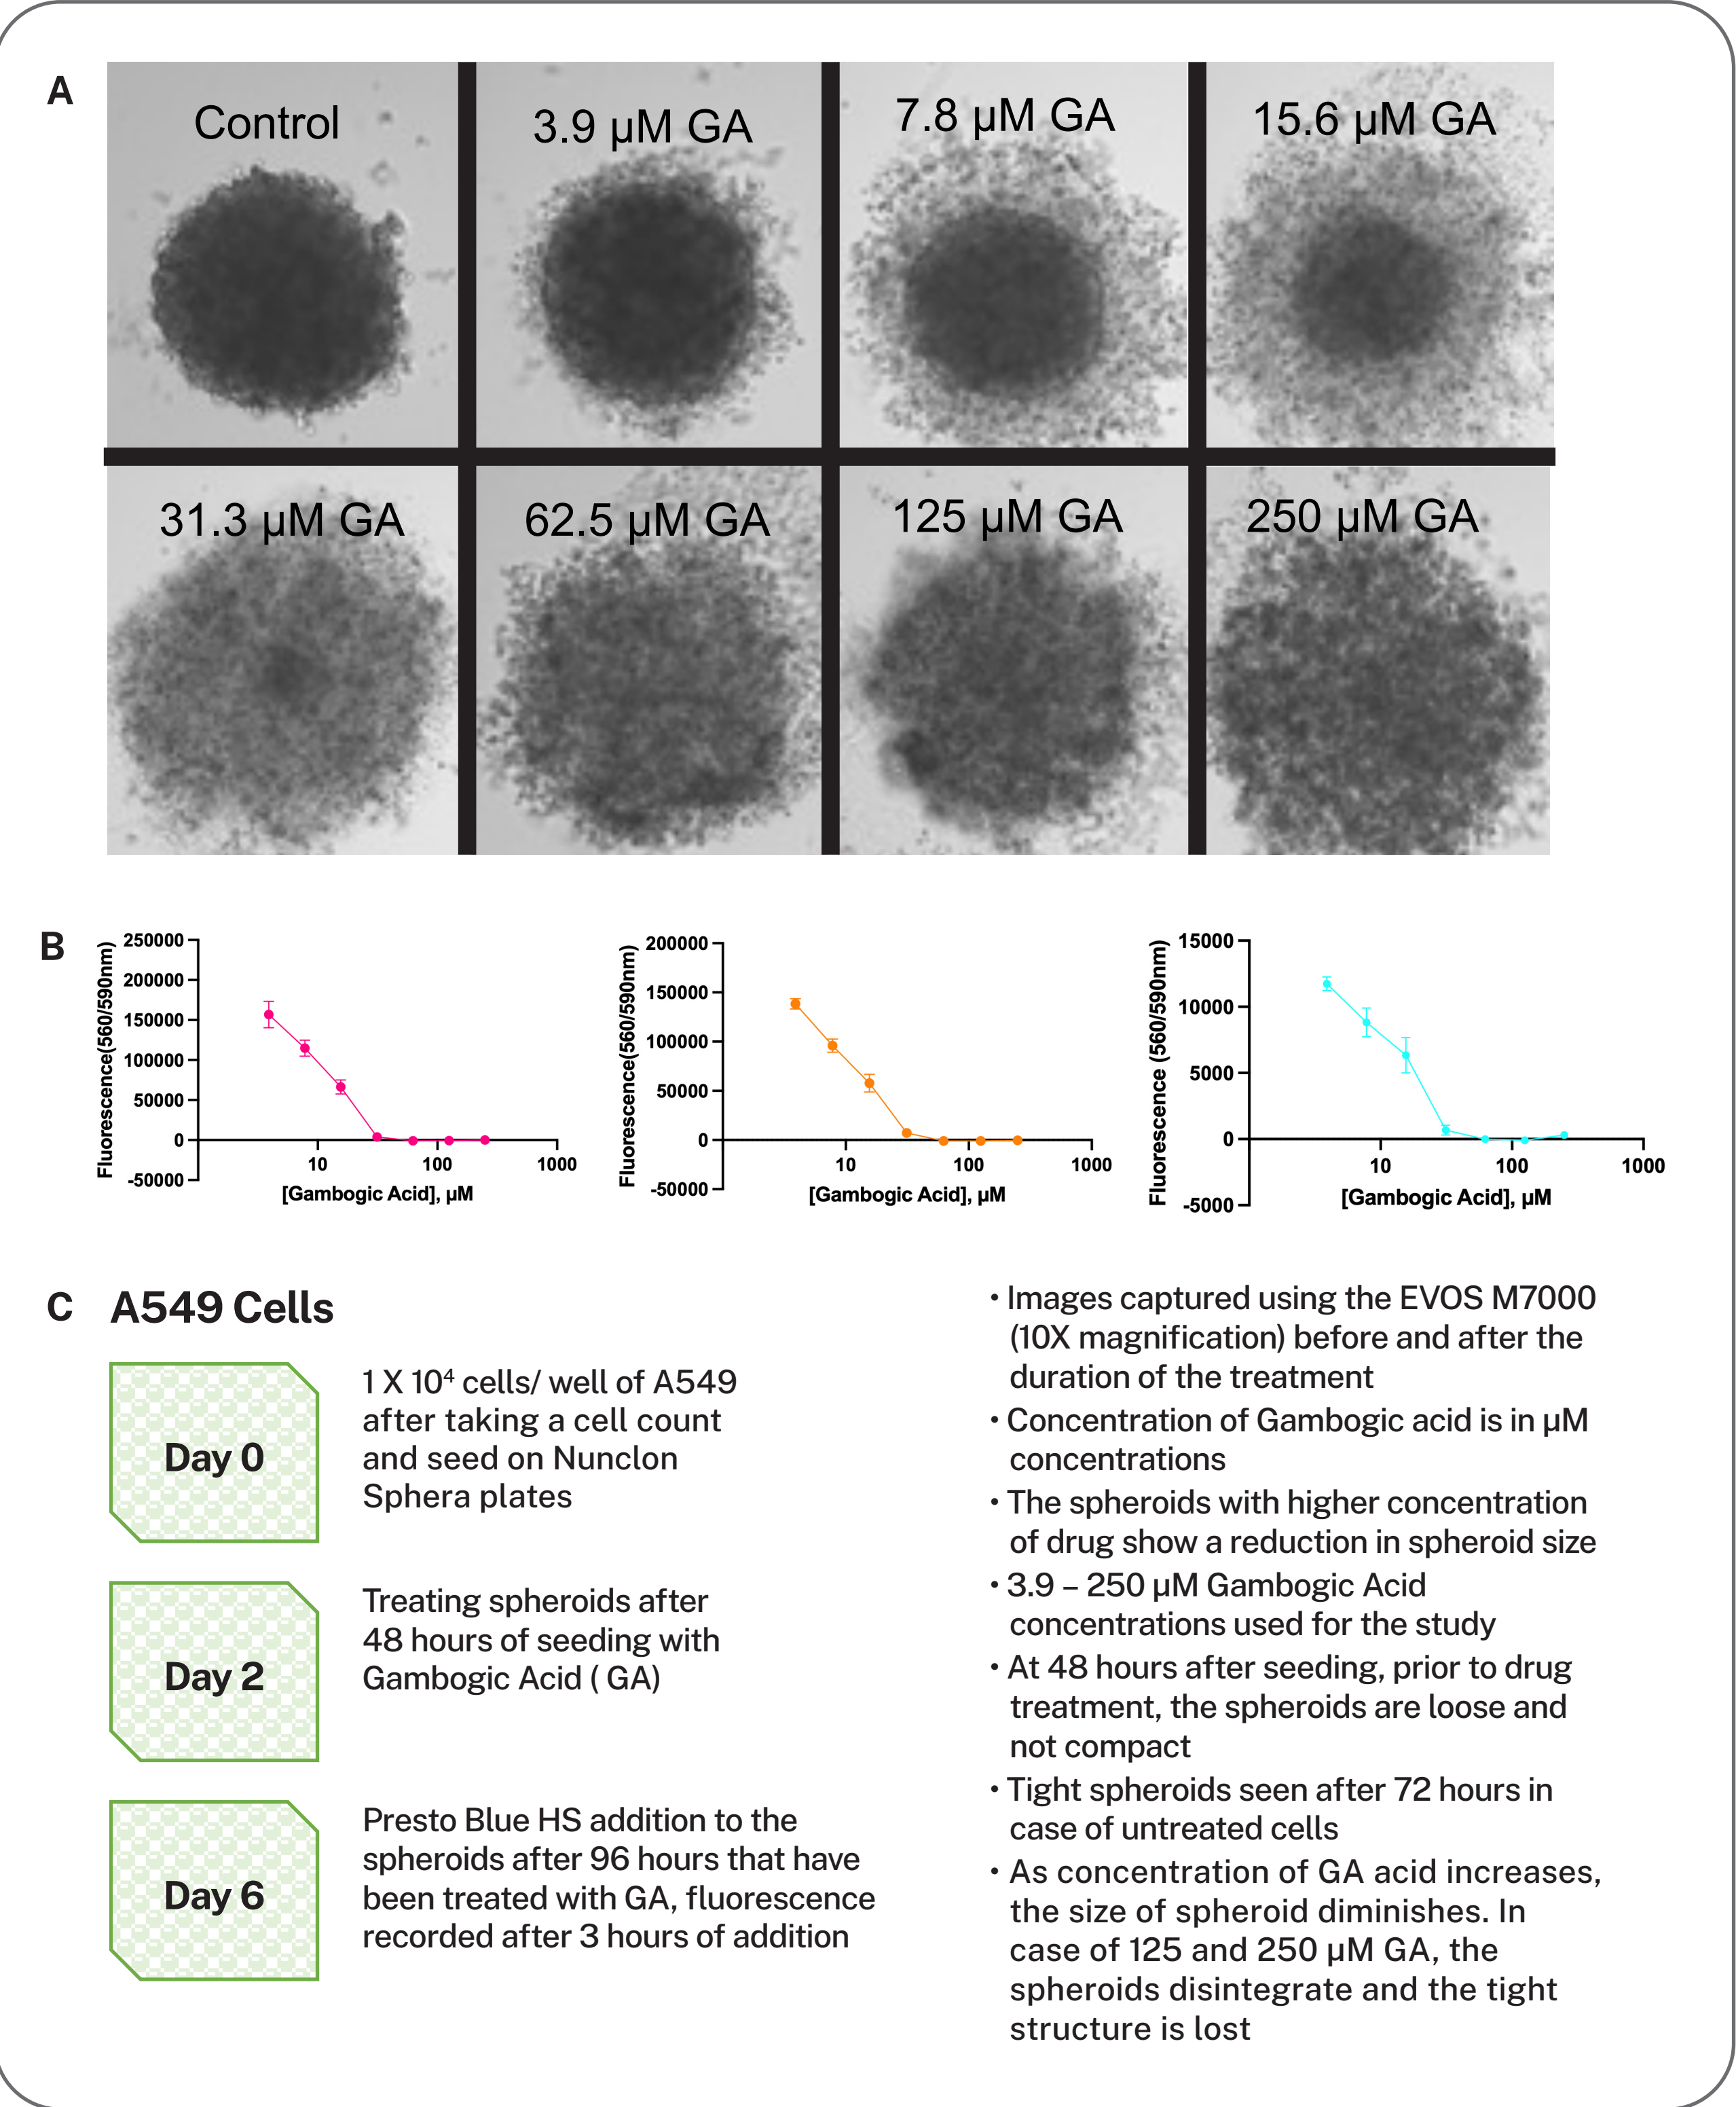 A
Control
3.9 µM GA
7.8 µM GA
15.6 µM GA
31.3 µM GA
62.5 µM GA
125 µM GA
250 µM GA
B
Fluorescence(560/590nm)
250000
200000
150000
100000
50000
0
-50000
10
100
1000
[Gambogic Acid], µM
Fluorescence(560/590nm)
200000
150000
100000
50000
0
-50000
10
100
1000
[Gambogic Acid], µM
Fluorescence (560/590nm)
15000
10000
5000
0
-5000
10
100
1000
[Gambogic Acid], µM
C
A549 Cells
Day 0
1 X 10⁴ cells/ well of A549
after taking a cell count
and seed on Nunclon
Sphera plates
Day 2
Treating spheroids after
48 hours of seeding with
Gambogic Acid ( GA)
Day 6
Presto Blue HS addition to the
spheroids after 96 hours that have
been treated with GA, fluorescence
recorded after 3 hours of addition
• Images captured using the EVOS M7000
(10X magnification) before and after the
duration of the treatment
• Concentration of Gambogic acid is in µM
concentrations
• The spheroids with higher concentration
of drug show a reduction in spheroid size
• 3.9 – 250 µM Gambogic Acid
concentrations used for the study
• At 48 hours after seeding, prior to drug
treatment, the spheroids are loose and
not compact
• Tight spheroids seen after 72 hours in
case of untreated cells
• As concentration of GA acid increases,
the size of spheroid diminishes. In
case of 125 and 250 µM GA, the
spheroids disintegrate and the tight
structure is lost